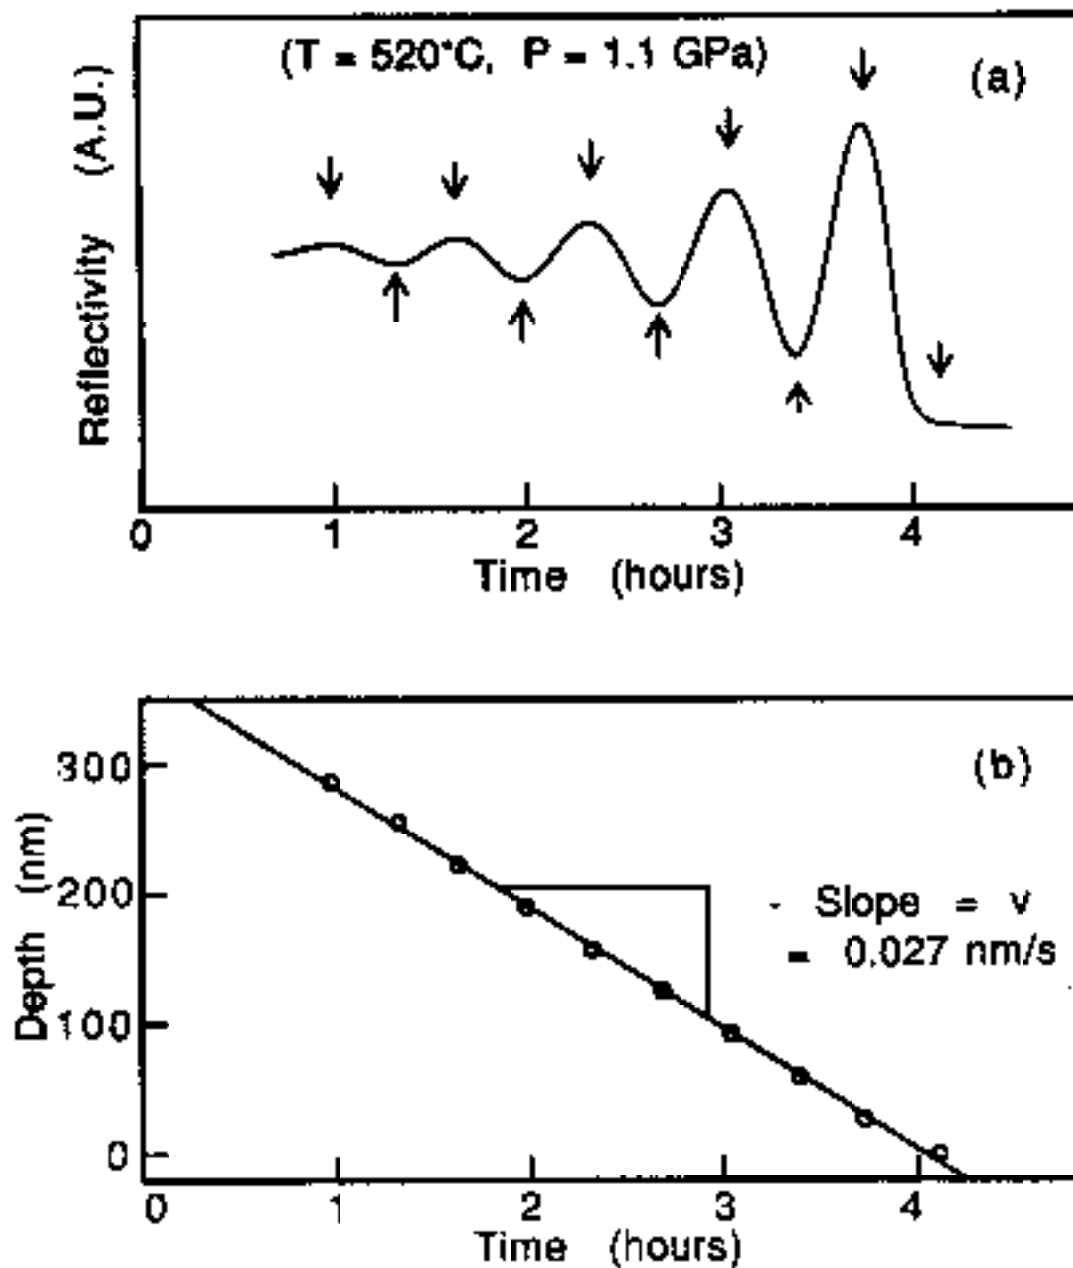 (T = 520°C, P = 1.1 GPa)
(a)
Reflectivity (A.U.)
0 1 2 3 4
Time (hours)
(b)
300
200
100
0
Depth (nm)
- Slope = v
= 0.027 nm/s
0 1 2 3 4
Time (hours)